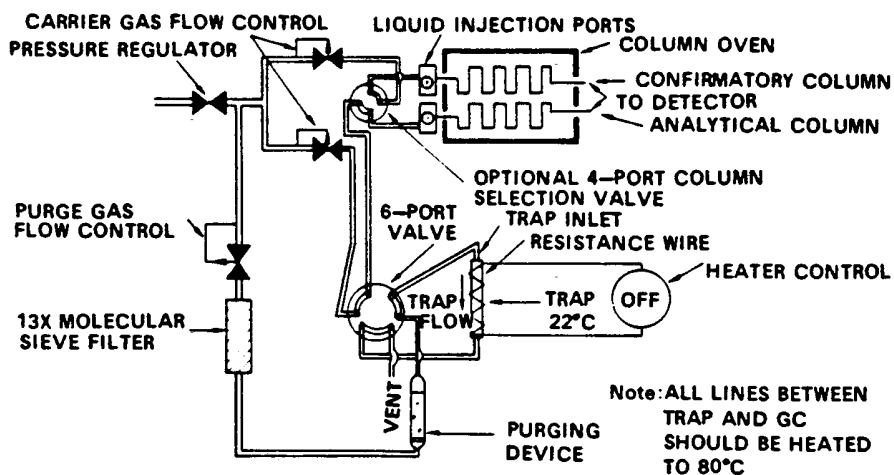 CARRIER GAS FLOW CONTROL
PRESSURE REGULATOR
LIQUID INJECTION PORTS
COLUMN OVEN
CONFIRMATORY COLUMN
TO DETECTOR
ANALYTICAL COLUMN
OPTIONAL 4–PORT COLUMN
SELECTION VALVE
PURGE GAS
FLOW CONTROL
6–PORT
VALVE
TRAP INLET
RESISTANCE WIRE
HEATER CONTROL
OFF
TRAP
FLOW
TRAP
22°C
13X MOLECULAR
SIEVE FILTER
VENT
PURGING
DEVICE
Note: ALL LINES BETWEEN
TRAP AND GC
SHOULD BE HEATED
TO 80°C